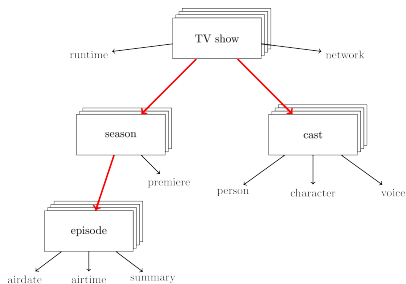 TV show
runtime
network
season
cast
premiere
person
character
voice
episode
airdate
airtime
summary